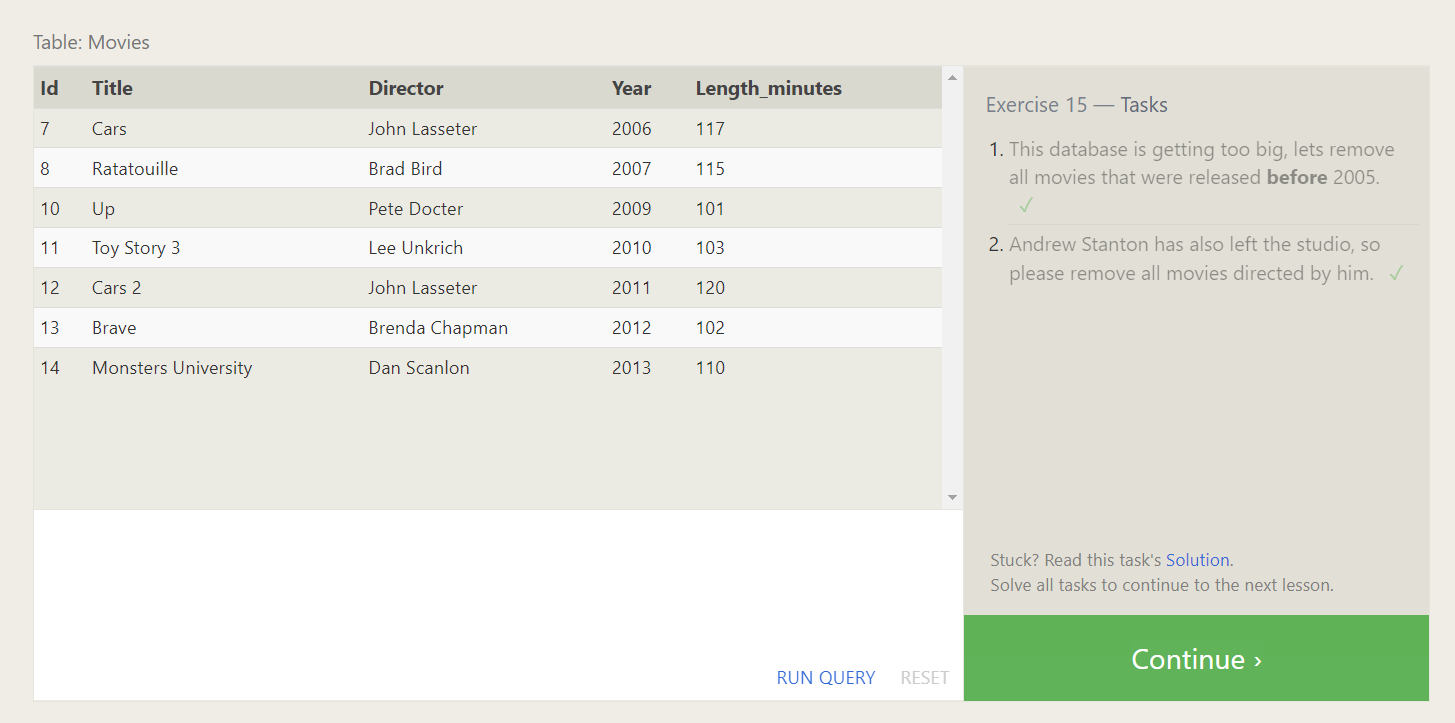 Table: Movies
Id Title Director Year Length_minutes
7 Cars John Lasseter 2006 117
8 Ratatouille Brad Bird 2007 115
10 Up Pete Docter 2009 101
11 Toy Story 3 Lee Unkrich 2010 103
12 Cars 2 John Lasseter 2011 120
13 Brave Brenda Chapman 2012 102
14 Monsters University Dan Scanlon 2013 110
RUN QUERY RESET
Exercise 15 — Tasks
1. This database is getting too big, lets remove
all movies that were released before 2005.
✓
2. Andrew Stanton has also left the studio, so
please remove all movies directed by him. ✓
Stuck? Read this task's Solution.
Solve all tasks to continue to the next lesson.
Continue ›